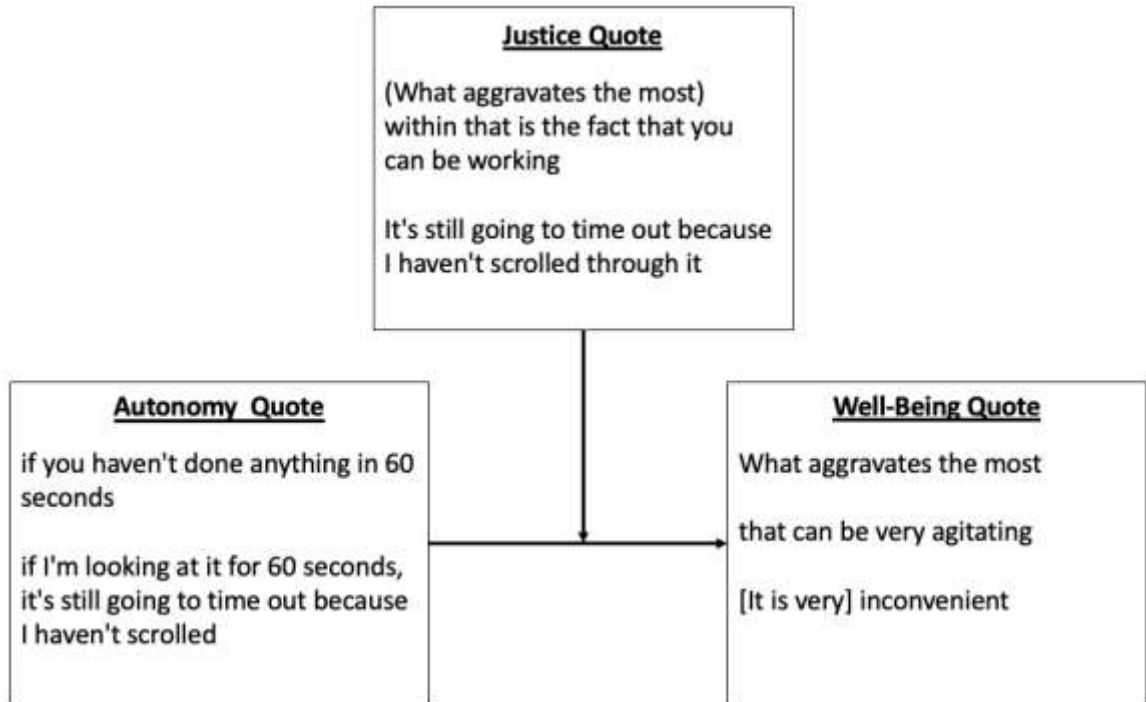 Justice Quote
(What aggravates the most)
within that is the fact that you
can be working
It's still going to time out because
I haven't scrolled through it
Autonomy Quote
if you haven't done anything in 60
seconds
if I'm looking at it for 60 seconds,
it's still going to time out because
I haven't scrolled
Well-Being Quote
What aggravates the most
that can be very agitating
[It is very] inconvenient